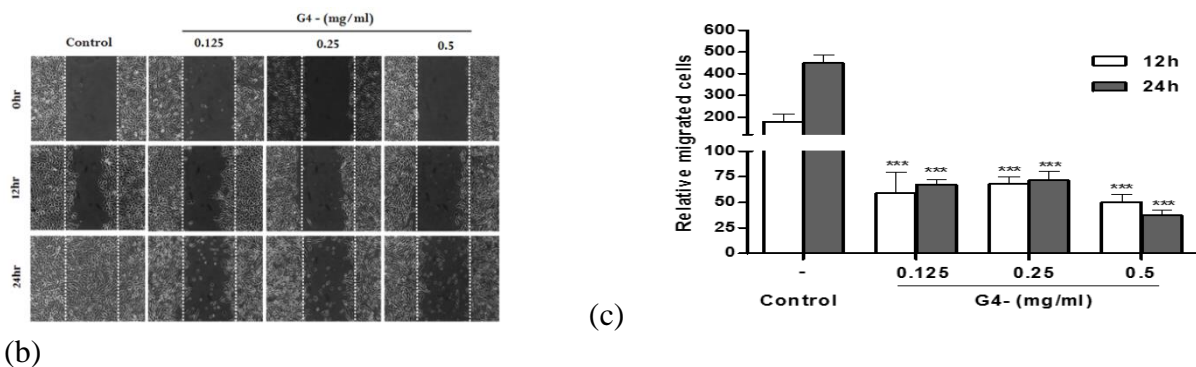 G4 - (mg/ml)
Control 0.125 0.25 0.5
0hr
12hr
24hr
(b)
Relative migrated cells
600
500
400
300
200
100
75
50
25
0
12h
24h
*** *** *** *** *** ***
- 0.125 0.25 0.5
Control G4- (mg/ml)
(c)